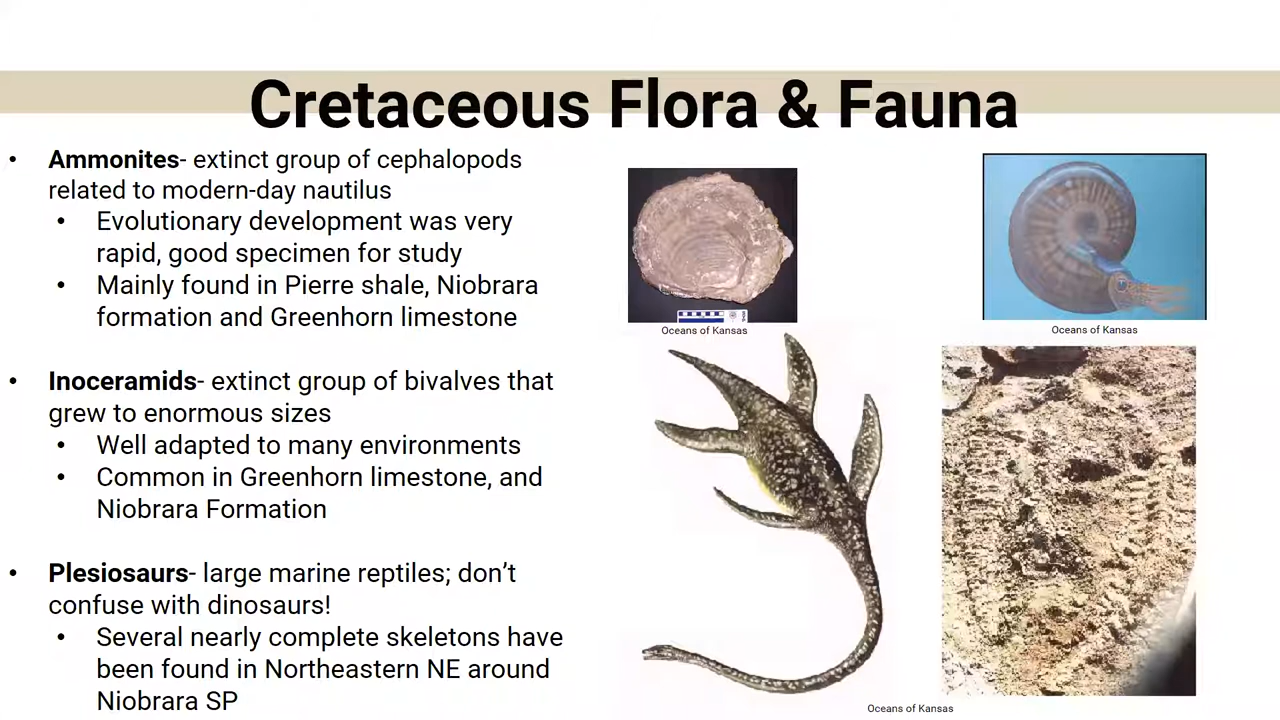 Cretaceous Flora & Fauna
• Ammonites- extinct group of cephalopods
related to modern-day nautilus
• Evolutionary development was very
rapid, good specimen for study
• Mainly found in Pierre shale, Niobrara
formation and Greenhorn limestone
• Inoceramids- extinct group of bivalves that
grew to enormous sizes
• Well adapted to many environments
• Common in Greenhorn limestone, and
Niobrara Formation
• Plesiosaurs- large marine reptiles; don’t
confuse with dinosaurs!
• Several nearly complete skeletons have
been found in Northeastern NE around
Niobrara SP
Oceans of Kansas
Oceans of Kansas
Oceans of Kansas